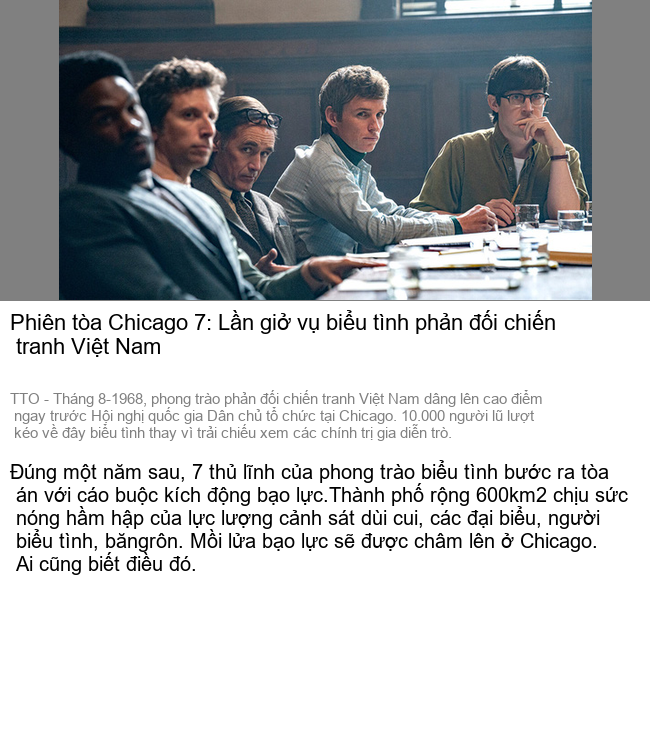 Phiên tòa Chicago 7: Lần giở vụ biểu tình phản đối chiến
tranh Việt Nam
TTO - Tháng 8-1968, phong trào phản đối chiến tranh Việt Nam dâng lên cao điểm
ngay trước Hội nghị quốc gia Dân chủ tổ chức tại Chicago. 10.000 người lũ lượt
kéo về đây biểu tình thay vì trải chiếu xem các chính trị gia diễn trò.
Đúng một năm sau, 7 thủ lĩnh của phong trào biểu tình bước ra tòa
án với cáo buộc kích động bạo lực.Thành phố rộng 600km2 chịu sức
nóng hầm hập của lực lượng cảnh sát dùi cui, các đại biểu, người
biểu tình, băngrôn. Mồi lửa bạo lực sẽ được châm lên ở Chicago.
Ai cũng biết điều đó.